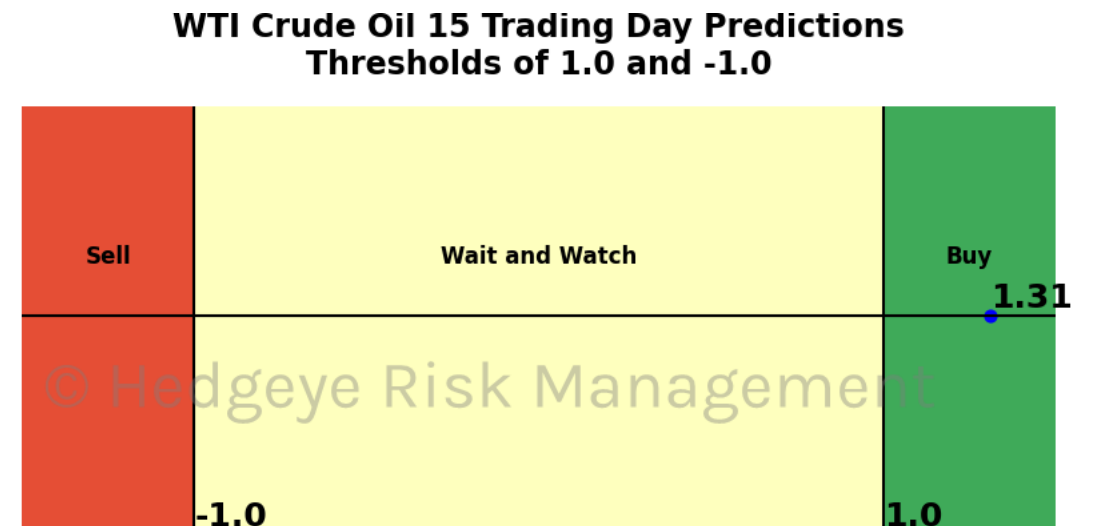 WTI Crude Oil 15 Trading Day Predictions
Thresholds of 1.0 and -1.0
Sell
Wait and Watch
Buy
1.31
© Hedgeye Risk Management
-1.0
1.0